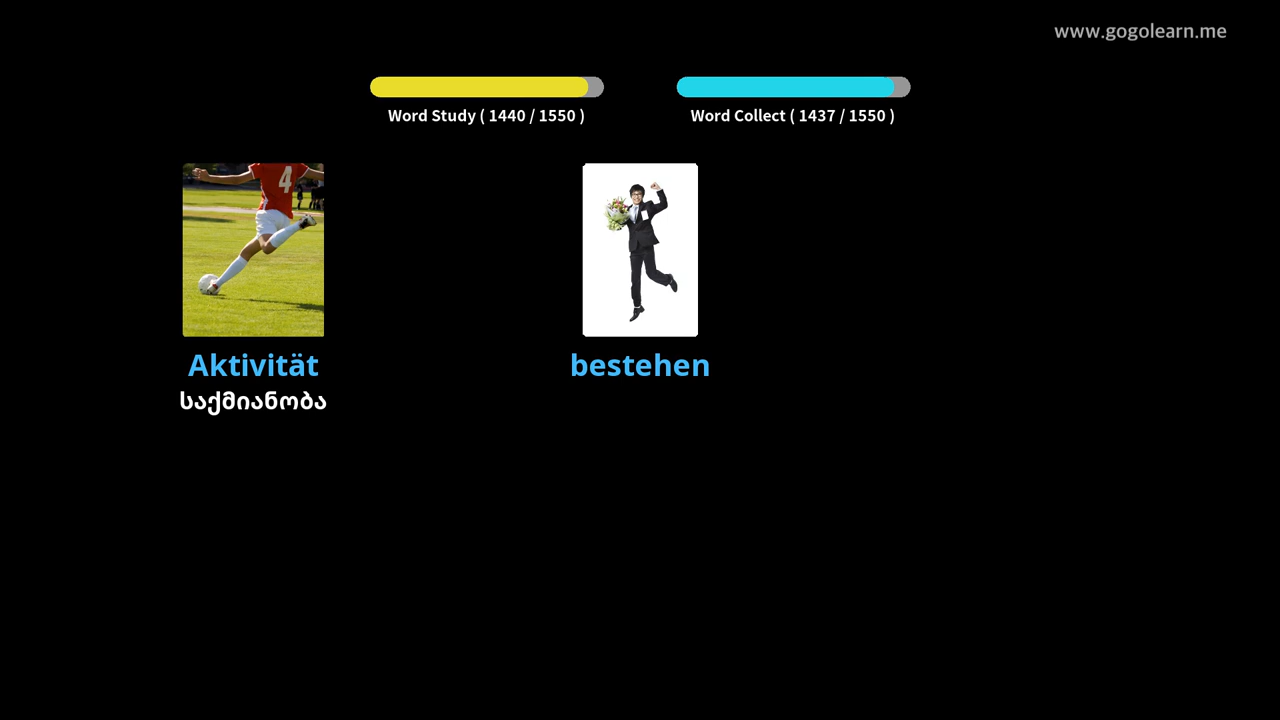 www.gogolearn.me
Word Study ( 1440 / 1550 )
Word Collect ( 1437 / 1550 )
4
Aktivität
საქმიანობა
bestehen